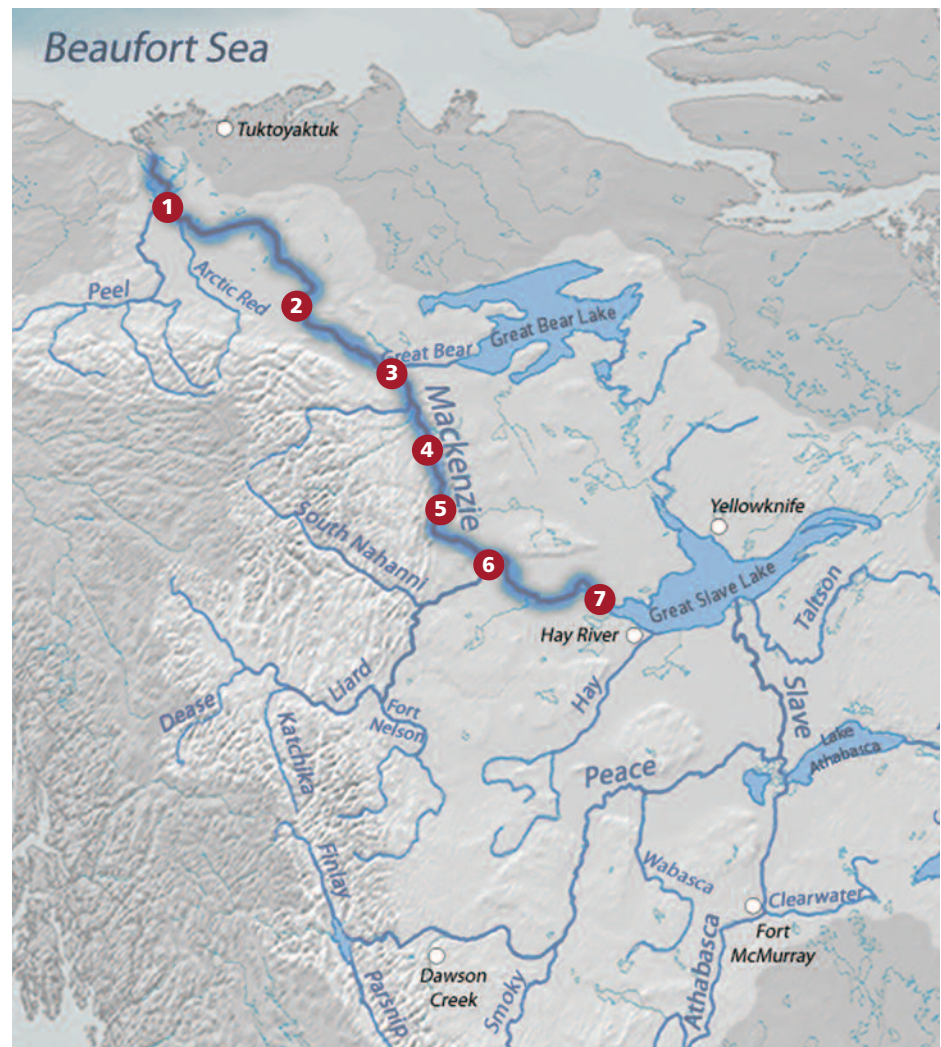 Beaufort Sea
Tuktoyaktuk
1
Arctic Red
Peel
2
Great Bear Lake
Great Bear
3
Mackenzie
4
5
Yellowknife
South Nahanni
6
Great Slave Lake
7
Taltson
Hay River
Liard
Slave
Dease
Hay
Fort
Nelson
Katchika
Lake
Athabasca
Peace
Finlay
Wabasca
Clearwater
Fort
McMurray
Athabasca
Dawson
Creek
Smoky
Parsnip